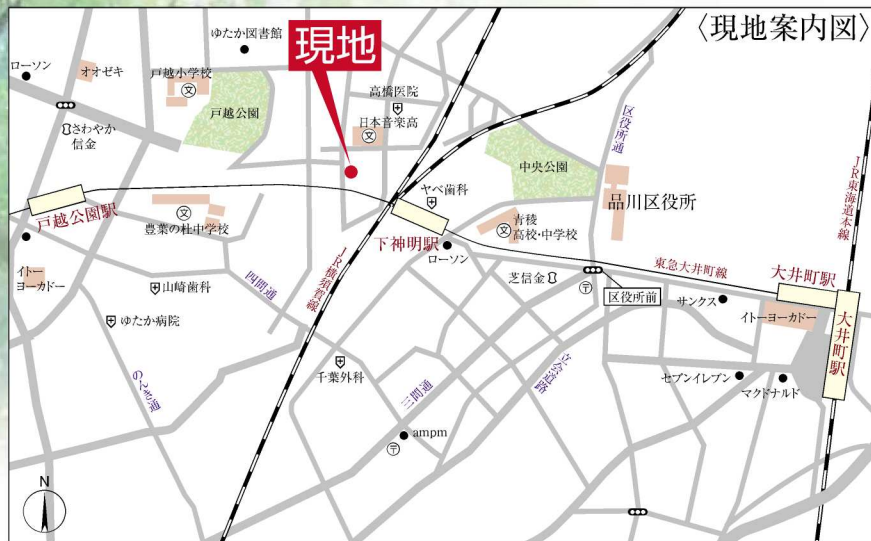 〈現地案内図〉
ゆたか図書館
現地
ローソン
オオゼキ
戸越小学校
文
戸越公園
高橋医院
日本音楽高
文
さわやか
信金
区役所通
中央公園
JR東海道本線
ヤベ歯科
品川区役所
戸越公園駅
文
豊葉の杜中学校
下神明駅
青稜
文
高校・中学校
ローソン
JR横須賀線
東急大井町線
大井町駅
芝信金
〒
区役所前
サンクス
イトーヨーカドー
大井町駅
イトー
ヨーカドー
山崎歯科
四間通
ゆたか病院
のんき通
千葉外科
三間通
立会道路
セブンイレブン
マクドナルド
ampm
〒
N